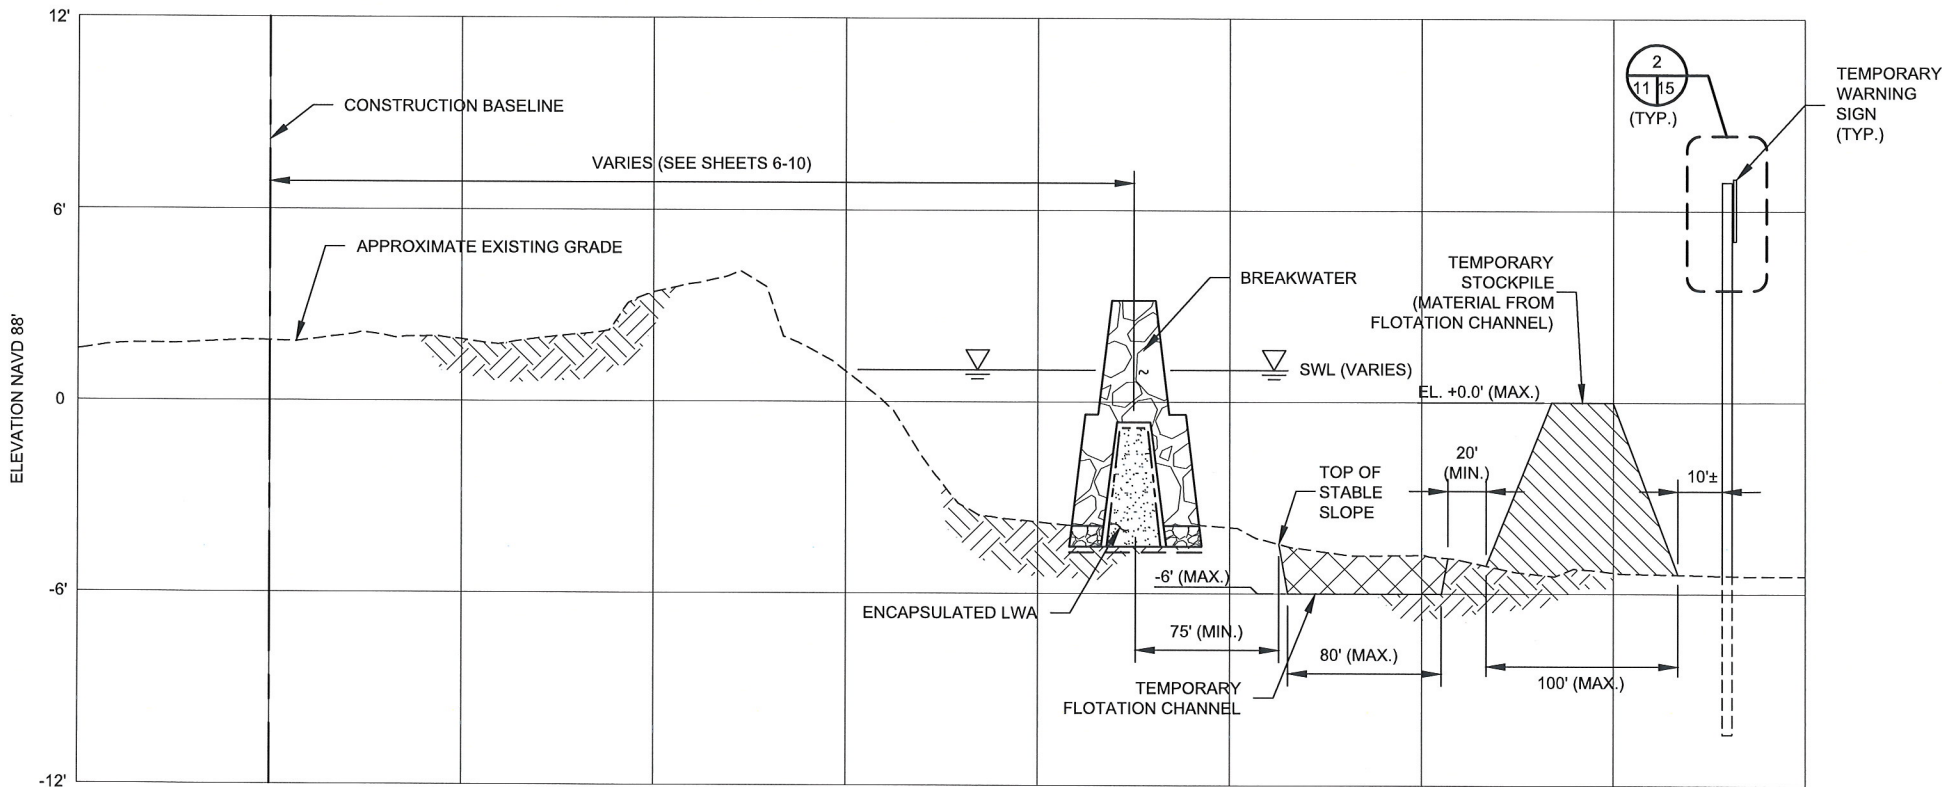 12'
6'
0
-6'
-12'
ELEVATION NAVD 88'
CONSTRUCTION BASELINE
VARIES (SEE SHEETS 6-10)
APPROXIMATE EXISTING GRADE
BREAKWATER
SWL (VARIES)
2
11 15
(TYP.)
TEMPORARY
WARNING
SIGN
(TYP.)
TEMPORARY
STOCKPILE
(MATERIAL FROM
FLOTATION CHANNEL)
EL. +0.0' (MAX.)
20'
(MIN.)
10'±
TOP OF
STABLE
SLOPE
-6' (MAX.)
ENCAPSULATED LWA
75' (MIN.)
80' (MAX.)
100' (MAX.)
TEMPORARY
FLOTATION CHANNEL